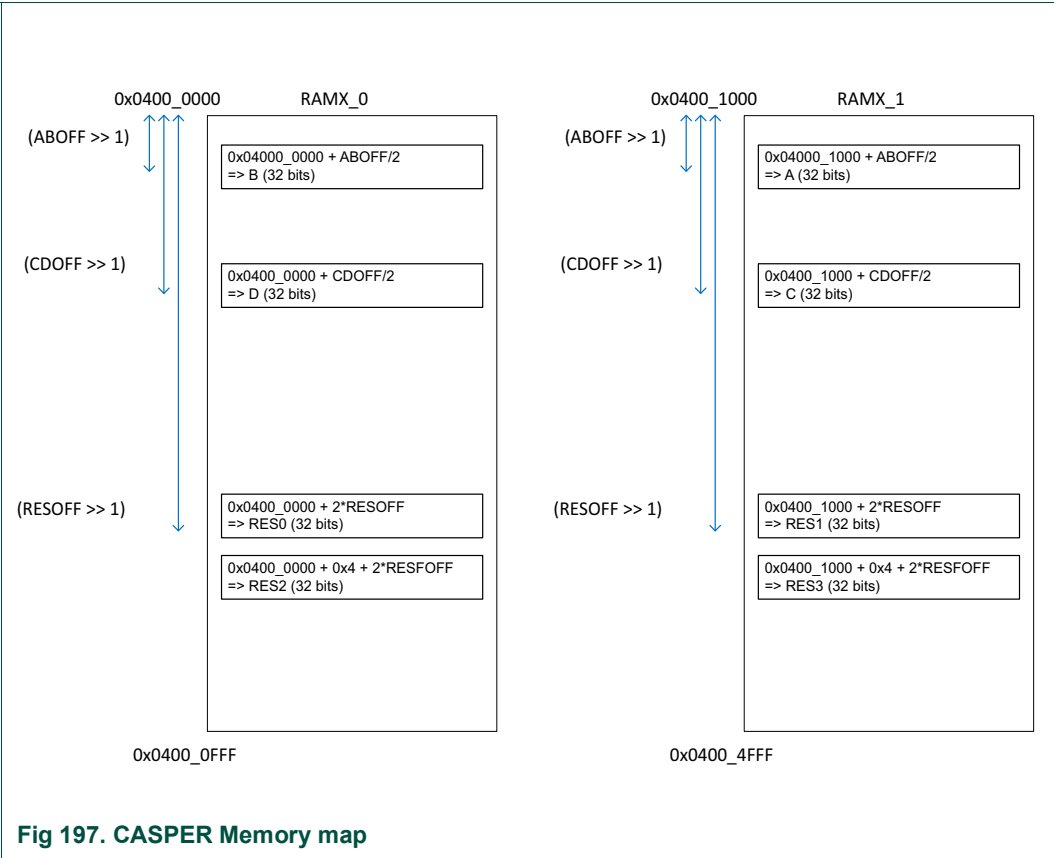 0x0400_0000
RAMX_0
(ABOFF >> 1)
0x04000_0000 + ABOFF/2
=> B (32 bits)
(CDOFF >> 1)
0x0400_0000 + CDOFF/2
=> D (32 bits)
(RESOFF >> 1)
0x0400_0000 + 2*RESOFF
=> RES0 (32 bits)
0x0400_0000 + 0x4 + 2*RESFOFF
=> RES2 (32 bits)
0x0400_0FFF
0x0400_1000
RAMX_1
(ABOFF >> 1)
0x04000_1000 + ABOFF/2
=> A (32 bits)
(CDOFF >> 1)
0x0400_1000 + CDOFF/2
=> C (32 bits)
(RESOFF >> 1)
0x0400_1000 + 2*RESOFF
=> RES1 (32 bits)
0x0400_1000 + 0x4 + 2*RESFOFF
=> RES3 (32 bits)
0x0400_4FFF
Fig 197. CASPER Memory map